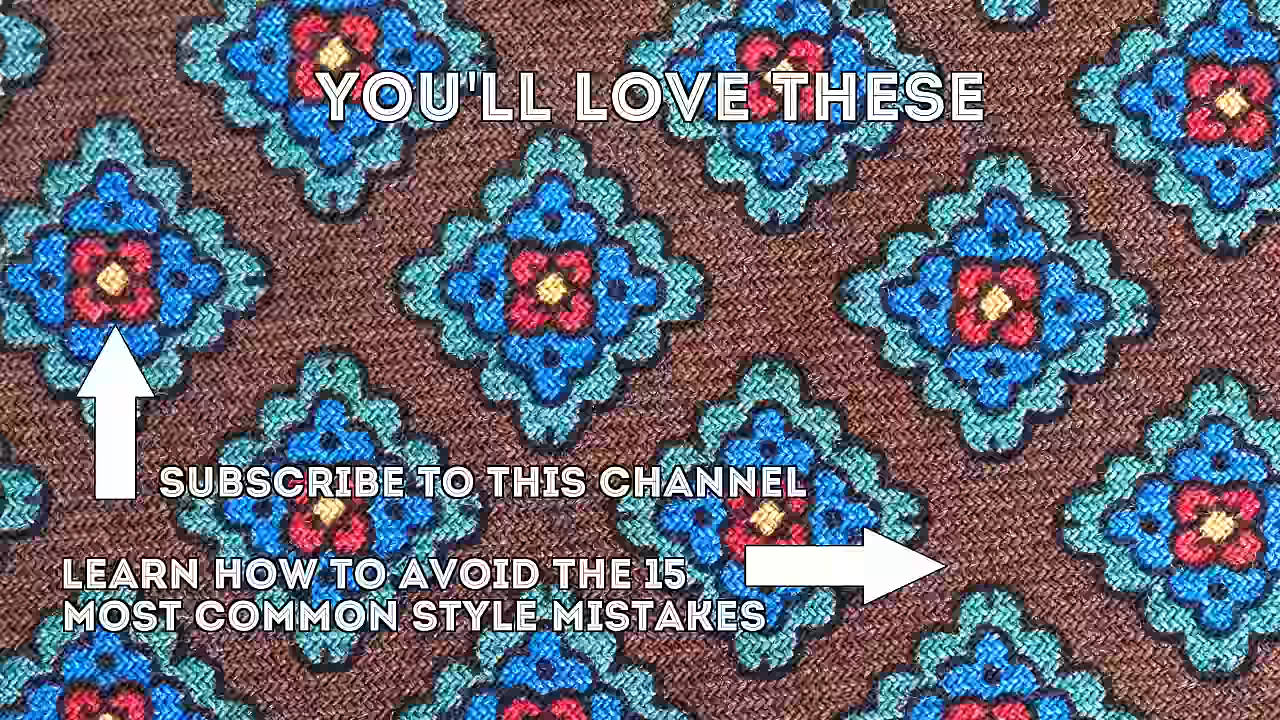 YOU'LL LOVE THESE
SUBSCRIBE TO THIS CHANNEL
LEARN HOW TO AVOID THE 15
MOST COMMON STYLE MISTAKES